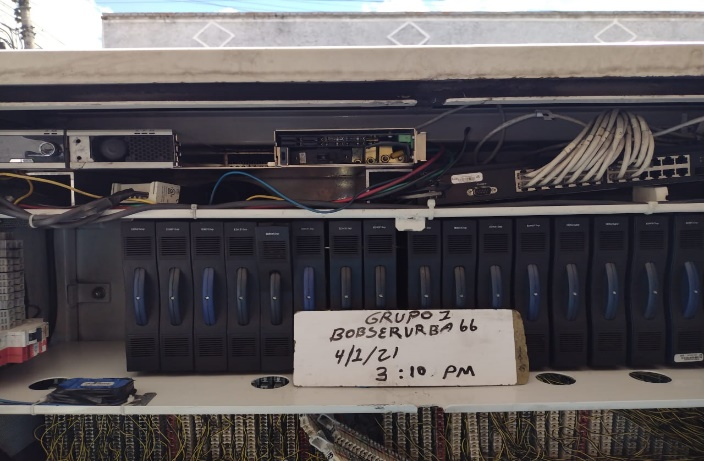 GRUPO 1
BOBSERURBA 66
4/1/21
3:10 PM